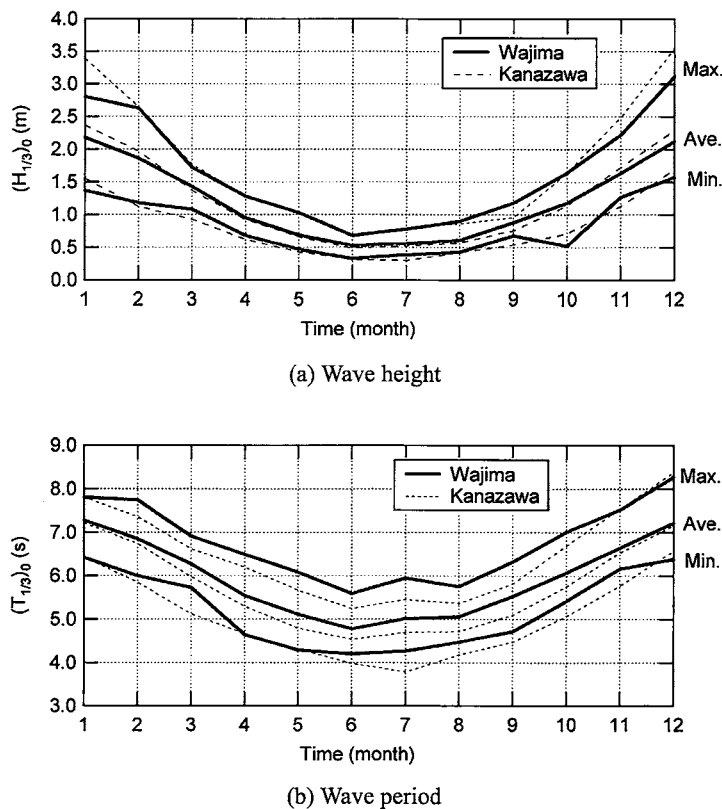 4.0
3.5
3.0
2.5
2.0
1.5
1.0
0.5
0.0
(H1/3)0 (m)
Wajima
Kanazawa
Max.
Ave.
Min.
1 2 3 4 5 6 7 8 9 10 11 12
Time (month)
(a) Wave height
9.0
8.0
7.0
6.0
5.0
4.0
3.0
(T1/3)0 (s)
Wajima
Kanazawa
Max.
Ave.
Min.
1 2 3 4 5 6 7 8 9 10 11 12
Time (month)
(b) Wave period